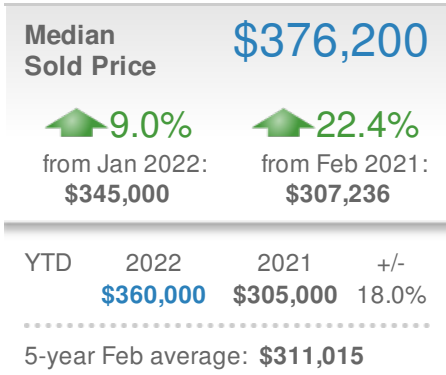 Median $376,200
Sold Price
9.0% 22.4%
from Jan 2022: from Feb 2021:
$345,000 $307,236
YTD 2022 2021 +/-
$360,000 $305,000 18.0%
5-year Feb average: $311,015